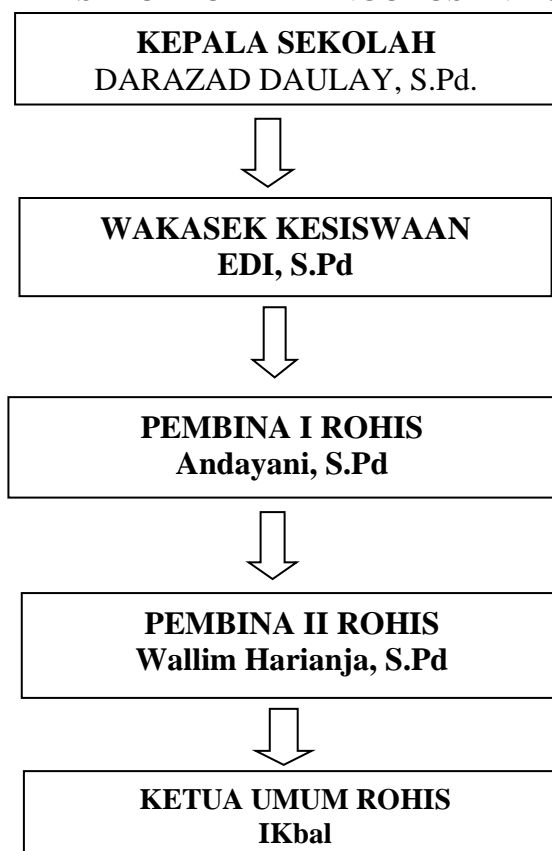 KEPALA SEKOLAH
DARAZAD DAULAY, S.Pd.
WAKASEK KESISWAAN
EDI, S.Pd
PEMBINA I ROHIS
Andayani, S.Pd
PEMBINA II ROHIS
Wallim Harianja, S.Pd
KETUA UMUM ROHIS
IKbal